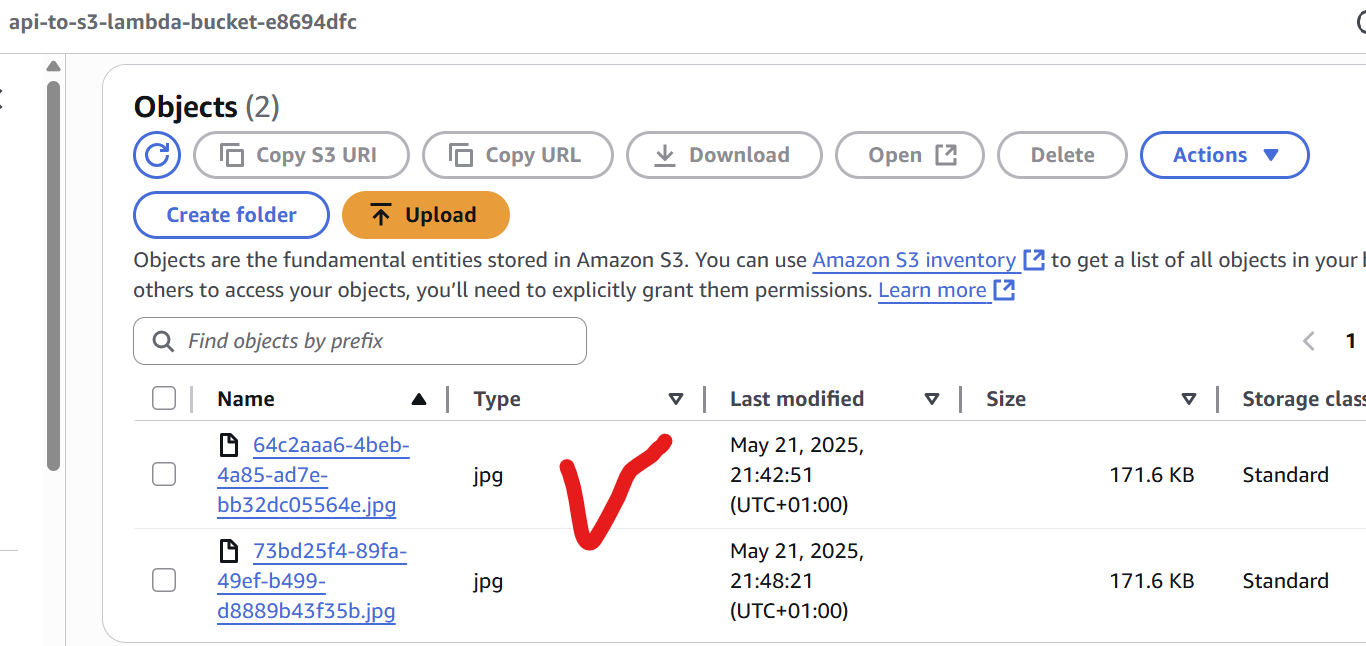 api-to-s3-lambda-bucket-e8694dfc
Objects (2)
Copy S3 URI
Copy URL
Download
Open
Delete
Actions
Create folder
Upload
Objects are the fundamental entities stored in Amazon S3. You can use Amazon S3 inventory to get a list of all objects in your
others to access your objects, you’ll need to explicitly grant them permissions. Learn more
Find objects by prefix
1
Name
Type
Last modified
Size
Storage clas
64c2aaa6-4beb-
4a85-ad7e-
bb32dc05564e.jpg
jpg
May 21, 2025,
21:42:51
(UTC+01:00)
171.6 KB
Standard
73bd25f4-89fa-
49ef-b499-
d8889b43f35b.jpg
jpg
May 21, 2025,
21:48:21
(UTC+01:00)
171.6 KB
Standard